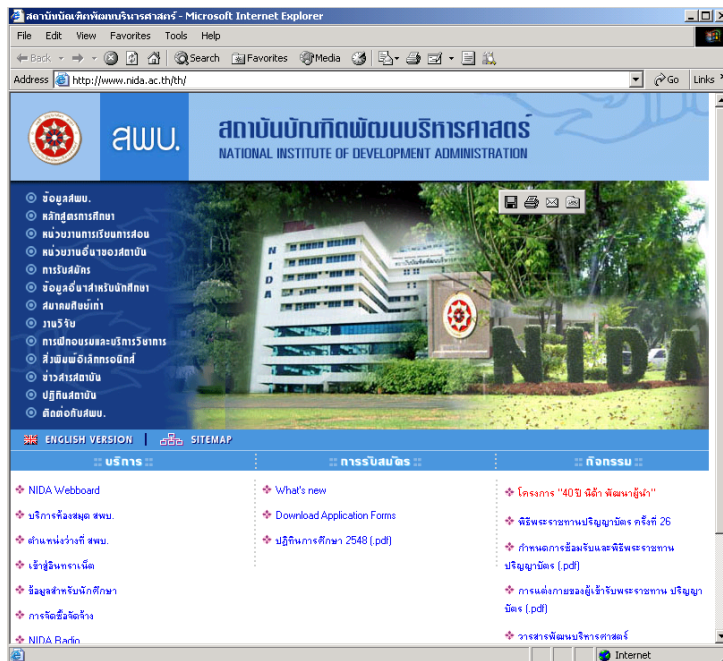 สถาบันบัณฑิตพัฒนบริหารศาสตร์ - Microsoft Internet Explorer
File Edit View Favorites Tools Help
Back Search Favorites Media
Address http://www.nida.ac.th/th/ Go Links
สพบ. สถาบันบัณฑิตพัฒนบริหารศาสตร์
NATIONAL INSTITUTE OF DEVELOPMENT ADMINISTRATION
ข้อมูลสพบ.
หลักสูตรการศึกษา
หน่วยงานการเรียนการสอน
หน่วยงานอื่นๆของสถาบัน
การรับสมัคร
ข้อมูลอื่นๆสำหรับนักศึกษา
สมาคมศิษย์เก่า
งานวิจัย
การฝึกอบรมและบริการวิชาการ
สิ่งพิมพ์อิเล็กทรอนิกส์
ข่าวสารสถาบัน
ปฏิทินสถาบัน
ติดต่อกับสพบ.
NIDA
NIDA
ENGLISH VERSION | SITEMAP
:: บริการ :: :: การรับสมัคร :: :: กิจกรรม ::
NIDA Webboard
บริการห้องสมุด สพบ.
ตำแหน่งว่างที่ สพบ.
เข้าสู่อินทราเน็ต
ข้อมูลสำหรับนักศึกษา
การจัดซื้อจัดจ้าง
NIDA Radio
What's new
Download Application Forms
ปฏิทินการศึกษา 2548 (.pdf)
โครงการ "40 ปี นิด้า พัฒนาผู้นำ"
พิธีพระราชทานปริญญาบัตร ครั้งที่ 26
กำหนดการซ้อมรับและพิธีพระราชทาน
ปริญญาบัตร (.pdf)
การแต่งกายของผู้เข้ารับพระราชทาน ปริญญา
บัตร (.pdf)
วารสารพัฒนบริหารศาสตร์
Internet